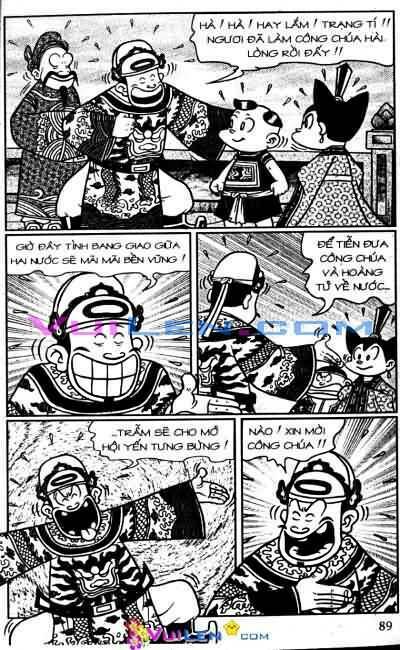 HÀ! HÀ! HAY LẮM! TRẠNG TÍ!!
NGƯƠI ĐÃ LÀM CÔNG CHÚA HÀI
LÒNG RỒI ĐẤY!!
GIỜ ĐÂY TÌNH BANG GIAO GIỮA
HAI NƯỚC SẼ MÃI MÃI BỀN VỮNG!
ĐỂ TIỄN ĐƯA
CÔNG CHÚA
VÀ HOÀNG
TỬ VỀ NƯỚC...
VUILEN.COM
...TRẪM SẼ CHO MỞ
HỘI YẾN TƯNG BỪNG!
NÀO! XIN MỜI
CÔNG CHÚA!!
89
VUILEN
.COM